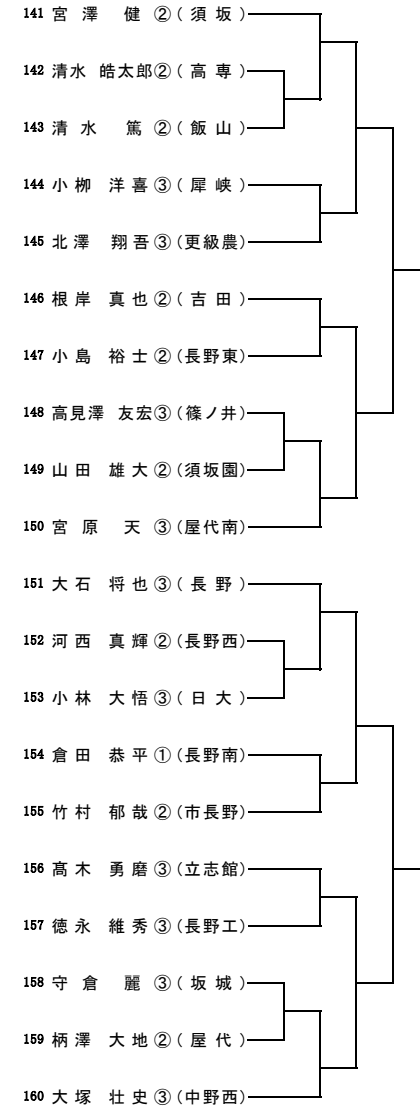 141 宮澤 健 ②(須坂)
142 清水 皓太郎②(高専)
143 清水 篤 ②(飯山)
144 小栁 洋喜③(犀峡)
145 北澤 翔吾③(更級農)
146 根岸 真也②(吉田)
147 小島 裕士②(長野東)
148 高見澤 友宏③(篠ノ井)
149 山田 雄大②(須坂園)
150 宮原 天 ③(屋代南)
151 大石 将也③(長野)
152 河西 真輝②(長野西)
153 小林 大悟③(日大)
154 倉田 恭平①(長野南)
155 竹村 郁哉②(市長野)
156 髙木 勇磨③(立志館)
157 徳永 維秀③(長野工)
158 守倉 麗 ③(坂城)
159 柄澤 大地②(屋代)
160 大塚 壮史③(中野西)